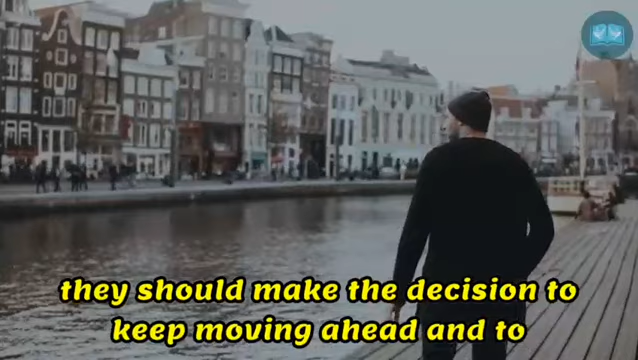 they should make the decision to
keep moving ahead and to